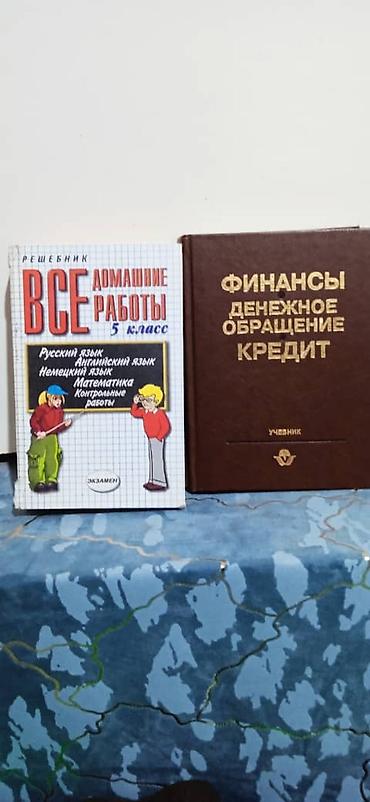 РЕШЕБНИК
ВСЕ ДОМАШНИЕ
РАБОТЫ
5 класс
Русский язык
Английский язык
Немецкий язык
Математика
Контрольные
работы
ЭКЗАМЕН
ФИНАНСЫ
ДЕНЕЖНОЕ
ОБРАЩЕНИЕ
КРЕДИТ
УЧЕБНИК